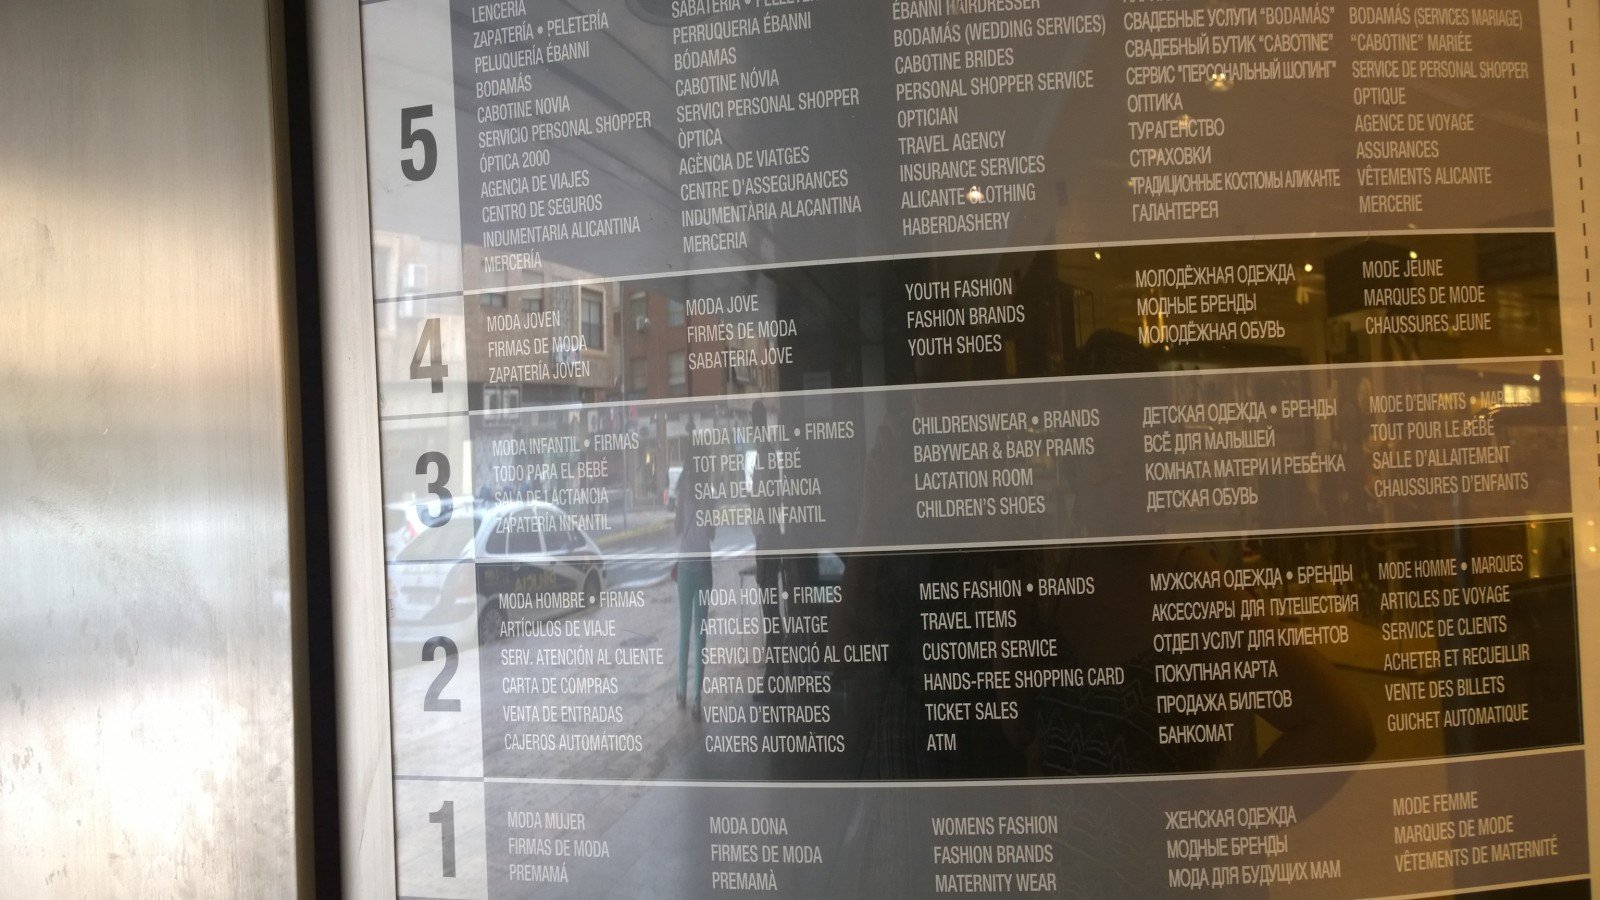 5
LENCERÍA
ZAPATERÍA • PELETERÍA
PELUQUERÍA ÉBANNI
BODAMÁS
CABOTINE NOVIA
SERVICIO PERSONAL SHOPPER
ÓPTICA 2000
AGENCIA DE VIAJES
CENTRO DE SEGUROS
INDUMENTARIA ALICANTINA
MERCERÍA
SABATERIA •
PERRUQUERIA ÉBANNI
BÓDAMAS
CABOTINE NÓVIA
SERVICI PERSONAL SHOPPER
ÒPTICA
AGÈNCIA DE VIATGES
CENTRE D'ASSEGURANCES
INDUMENTÀRIA ALACANTINA
MERCERIA
ÉBANNI HAIRDRESSER
BODAMÁS (WEDDING SERVICES)
CABOTINE BRIDES
PERSONAL SHOPPER SERVICE
OPTICIAN
TRAVEL AGENCY
INSURANCE SERVICES
ALICANTE CLOTHING
HABERDASHERY
СВАДЕБНЫЕ УСЛУГИ "BODAMÁS"
СВАДЕБНЫЙ БУТИК "CABOTINE"
СЕРВИС "ПЕРСОНАЛЬНЫЙ ШОПИНГ"
ОПТИКА
ТУРАГЕНСТВО
СТРАХОВКИ
ТРАДИЦИОННЫЕ КОСТЮМЫ АЛИКАНТЕ
ГАЛАНТЕРЕЯ
BODAMÁS (SERVICES MARIAGE)
"CABOTINE" MARIÉE
SERVICE DE PERSONAL SHOPPER
OPTIQUE
AGENCE DE VOYAGE
ASSURANCES
VÊTEMENTS ALICANTE
MERCERIE
4
MODA JOVEN
FIRMAS DE MODA
ZAPATERÍA JOVEN
MODA JOVE
FIRMES DE MODA
SABATERIA JOVE
YOUTH FASHION
FASHION BRANDS
YOUTH SHOES
МОЛОДЁЖНАЯ ОДЕЖДА
МОДНЫЕ БРЕНДЫ
МОЛОДЁЖНАЯ ОБУВЬ
MODE JEUNE
MARQUES DE MODE
CHAUSSURES JEUNE
3
MODA INFANTIL • FIRMAS
TODO PARA EL BEBÉ
SALA DE LACTANCIA
ZAPATERÍA INFANTIL
MODA INFANTIL • FIRMES
TOT PER AL BEBÉ
SALA DE LACTÀNCIA
SABATERIA INFANTIL
CHILDRENSWEAR • BRANDS
BABYWEAR & BABY PRAMS
LACTATION ROOM
CHILDREN'S SHOES
ДЕТСКАЯ ОДЕЖДА • БРЕНДЫ
ВСЁ ДЛЯ МАЛЫШЕЙ
КОМНАТА МАТЕРИ И РЕБЁНКА
ДЕТСКАЯ ОБУВЬ
MODE D'ENFANTS • MARQUES
TOUT POUR LE BÉBÉ
SALLE D'ALLAITEMENT
CHAUSSURES D'ENFANTS
2
MODA HOMBRE • FIRMAS
ARTÍCULOS DE VIAJE
SERV. ATENCIÓN AL CLIENTE
CARTA DE COMPRAS
VENTA DE ENTRADAS
CAJEROS AUTOMÁTICOS
MODA HOME • FIRMES
ARTICLES DE VIATGE
SERVICI D'ATENCIÓ AL CLIENT
CARTA DE COMPRES
VENDA D'ENTRADES
CAIXERS AUTOMÀTICS
MENS FASHION • BRANDS
TRAVEL ITEMS
CUSTOMER SERVICE
HANDS-FREE SHOPPING CARD
TICKET SALES
ATM
МУЖСКАЯ ОДЕЖДА • БРЕНДЫ
АКСЕССУАРЫ ДЛЯ ПУТЕШЕСТВИЯ
ОТДЕЛ УСЛУГ ДЛЯ КЛИЕНТОВ
ПОКУПНАЯ КАРТА
ПРОДАЖА БИЛЕТОВ
БАНКОМАТ
MODE HOMME • MARQUES
ARTICLES DE VOYAGE
SERVICE DE CLIENTS
ACHETER ET RECUEILLIR
VENTE DES BILLETS
GUICHET AUTOMATIQUE
1
MODA MUJER
FIRMAS DE MODA
PREMAMÁ
MODA DONA
FIRMES DE MODA
PREMAMÀ
WOMENS FASHION
FASHION BRANDS
MATERNITY WEAR
ЖЕНСКАЯ ОДЕЖДА
МОДНЫЕ БРЕНДЫ
МОДА ДЛЯ БУДУЩИХ МАМ
MODE FEMME
MARQUES DE MODE
VÊTEMENTS DE MATERNITÉ